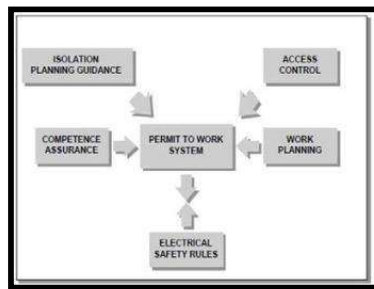 ISOLATION
PLANNING GUIDANCE
ACCESS
CONTROL
COMPETENCE
ASSURANCE
PERMIT TO WORK
SYSTEM
WORK
PLANNING
ELECTRICAL
SAFETY RULES